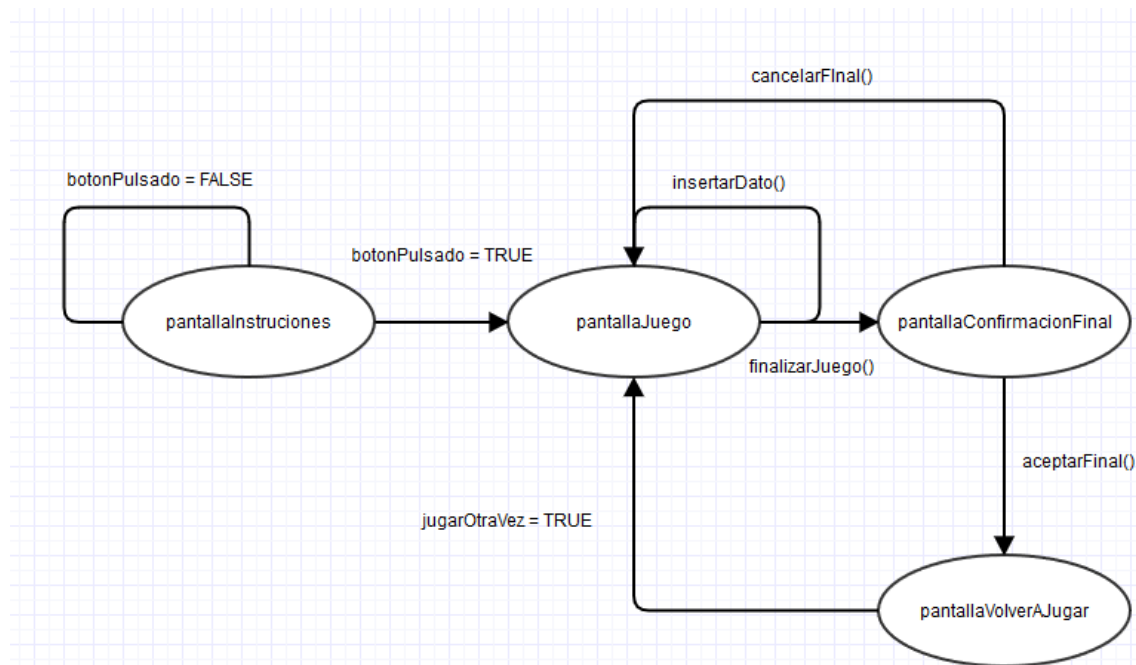 cancelarFInal()
botonPulsado = FALSE
insertarDato()
botonPulsado = TRUE
pantallaInstruciones
pantallaJuego
pantallaConfirmacionFinal
finalizarJuego()
aceptarFinal()
jugarOtraVez = TRUE
pantallaVolverAJugar